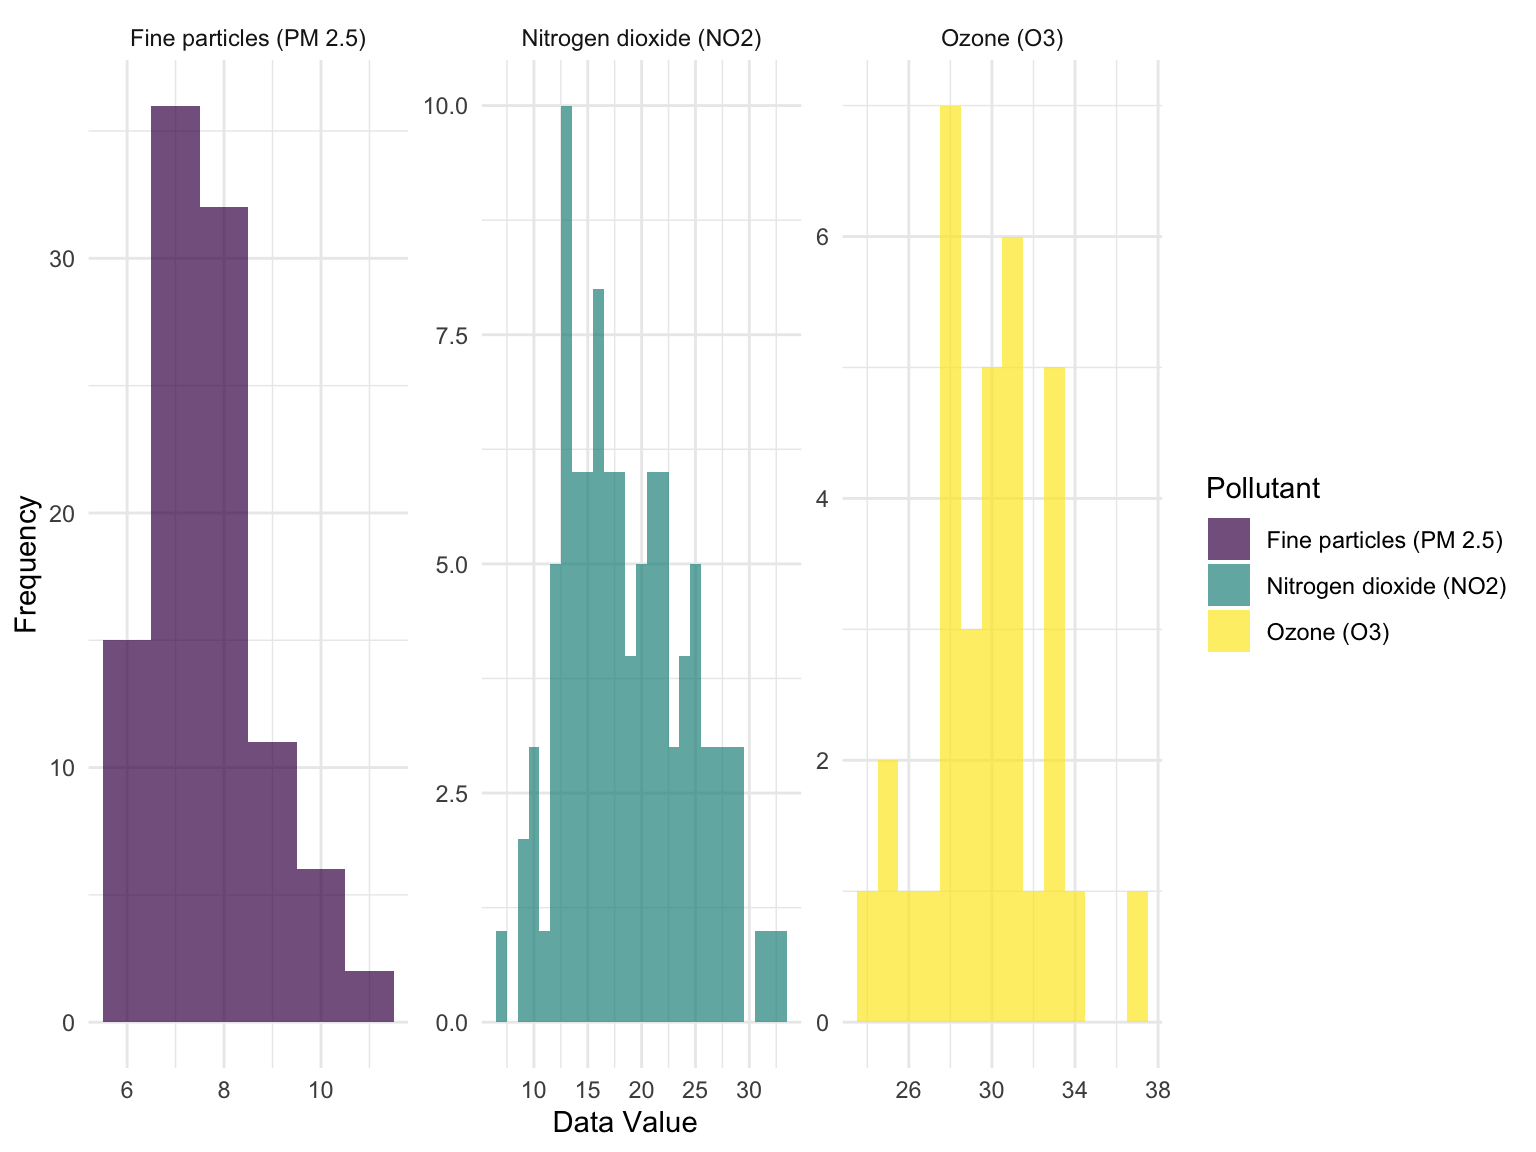 Fine particles (PM 2.5)
Nitrogen dioxide (NO2)
Ozone (O3)
Frequency
30
20
10
0
6
8
10
10.0
7.5
5.0
2.5
0.0
10
15
20
25
30
6
4
2
0
26
30
34
38
Data Value
Pollutant
Fine particles (PM 2.5)
Nitrogen dioxide (NO2)
Ozone (O3)